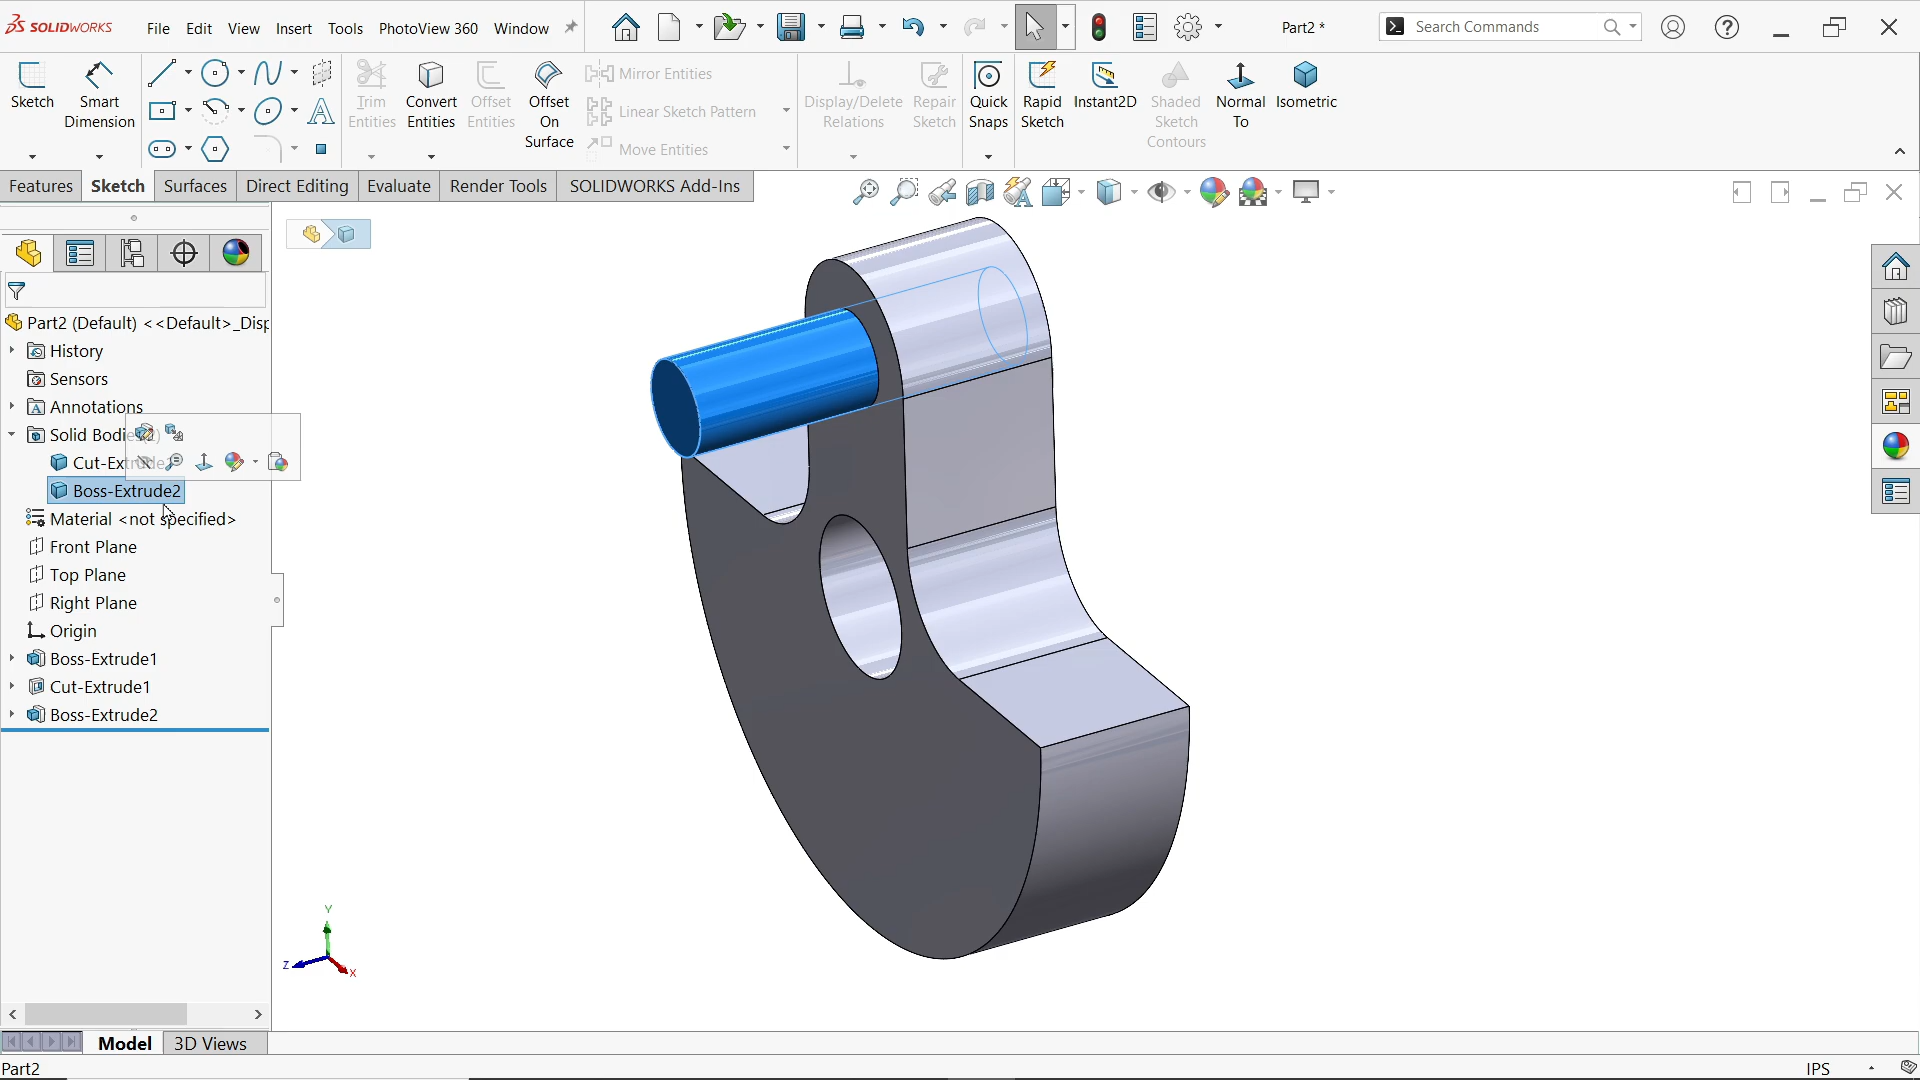 SOLIDWORKS
File Edit View Insert Tools PhotoView 360 Window
Part2 *
Search Commands
Sketch
Smart Dimension
Trim Entities
Convert Entities
Offset Entities
Offset On Surface
Mirror Entities
Linear Sketch Pattern
Move Entities
Display/Delete Relations
Repair Sketch
Quick Snaps
Rapid Sketch
Instant2D
Shaded Sketch Contours
Normal To
Isometric
Features Sketch Surfaces Direct Editing Evaluate Render Tools SOLIDWORKS Add-Ins
Part2 (Default) <<Default>_Disp
History
Sensors
Annotations
Solid Bodie
Cut-Extrude
Boss-Extrude2
Material <not specified>
Front Plane
Top Plane
Right Plane
Origin
Boss-Extrude1
Cut-Extrude1
Boss-Extrude2
Y
Z
X
Model 3D Views
Part2
IPS